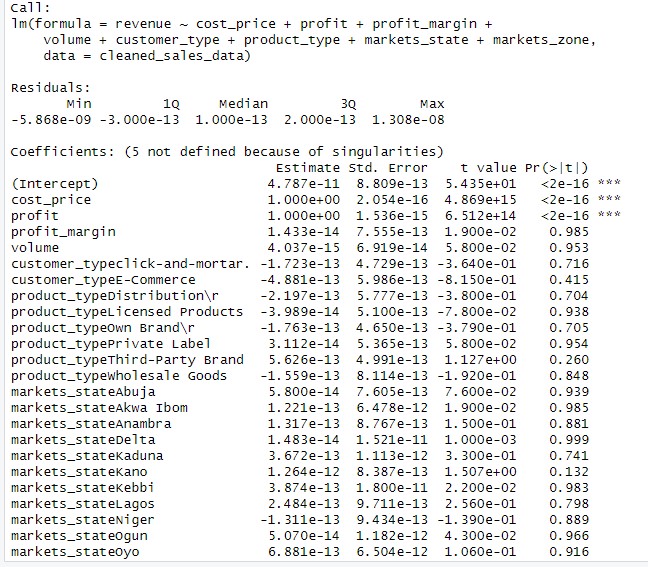 Call:
lm(formula = revenue ~ cost_price + profit + profit_margin +
    volume + customer_type + product_type + markets_state + markets_zone,
    data = cleaned_sales_data)
Residuals:
       Min         1Q     Median         3Q        Max
-5.868e-09 -3.000e-13  1.000e-13  2.000e-13  1.308e-08
Coefficients: (5 not defined because of singularities)
                                Estimate Std. Error    t value Pr(>|t|)
(Intercept)                    4.787e-11  8.809e-13  5.435e+01   <2e-16 ***
cost_price                     1.000e+00  2.054e-16  4.869e+15   <2e-16 ***
profit                         1.000e+00  1.536e-15  6.512e+14   <2e-16 ***
profit_margin                  1.433e-14  7.555e-13  1.900e-02    0.985
volume                         4.037e-15  6.919e-14  5.800e-02    0.953
customer_typeclick-and-mortar. -1.723e-13  4.729e-13 -3.640e-01    0.716
customer_typeE-Commerce       -4.881e-13  5.986e-13 -8.150e-01    0.415
product_typeDistribution\r    -2.197e-13  5.777e-13 -3.800e-01    0.704
product_typeLicensed Products -3.989e-14  5.100e-13 -7.800e-02    0.938
product_typeOwn Brand\r       -1.763e-13  4.650e-13 -3.790e-01    0.705
product_typePrivate Label      3.112e-14  5.365e-13  5.800e-02    0.954
product_typeThird-Party Brand  5.626e-13  4.991e-13  1.127e+00    0.260
product_typeWholesale Goods   -1.559e-13  8.114e-13 -1.920e-01    0.848
markets_stateAbuja             5.800e-14  7.605e-13  7.600e-02    0.939
markets_stateAkwa Ibom         1.221e-13  6.478e-12  1.900e-02    0.985
markets_stateAnambra           1.317e-13  8.767e-13  1.500e-01    0.881
markets_stateDelta             1.483e-14  1.521e-11  1.000e-03    0.999
markets_stateKaduna            3.672e-13  1.113e-12  3.300e-01    0.741
markets_stateKano              1.264e-12  8.387e-13  1.507e+00    0.132
markets_stateKebbi             3.874e-13  1.800e-11  2.200e-02    0.983
markets_stateLagos             2.484e-13  9.711e-13  2.560e-01    0.798
markets_stateNiger            -1.311e-13  9.434e-13 -1.390e-01    0.889
markets_stateOgun              5.070e-14  1.182e-12  4.300e-02    0.966
markets_stateOyo               6.881e-13  6.504e-12  1.060e-01    0.916